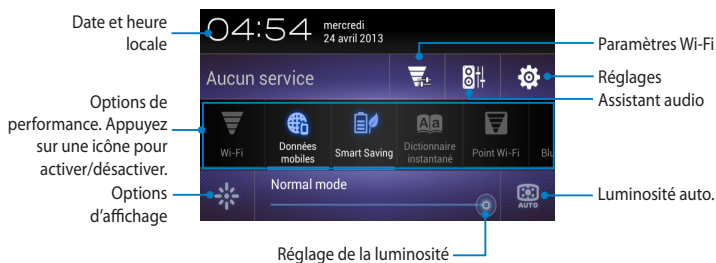 Date et heure
locale
04:54
mercredi
24 avril 2013
Paramètres Wi-Fi
Aucun service
Réglages
Assistant audio
Options de
performance. Appuyez
sur une icône pour
activer/désactiver.
Wi-Fi
Données
mobiles
Smart Saving
Aa
Dictionnaire
instantané
Point Wi-Fi
Blu
Options
d'affichage
Normal mode
AUTO
Luminosité auto.
Réglage de la luminosité